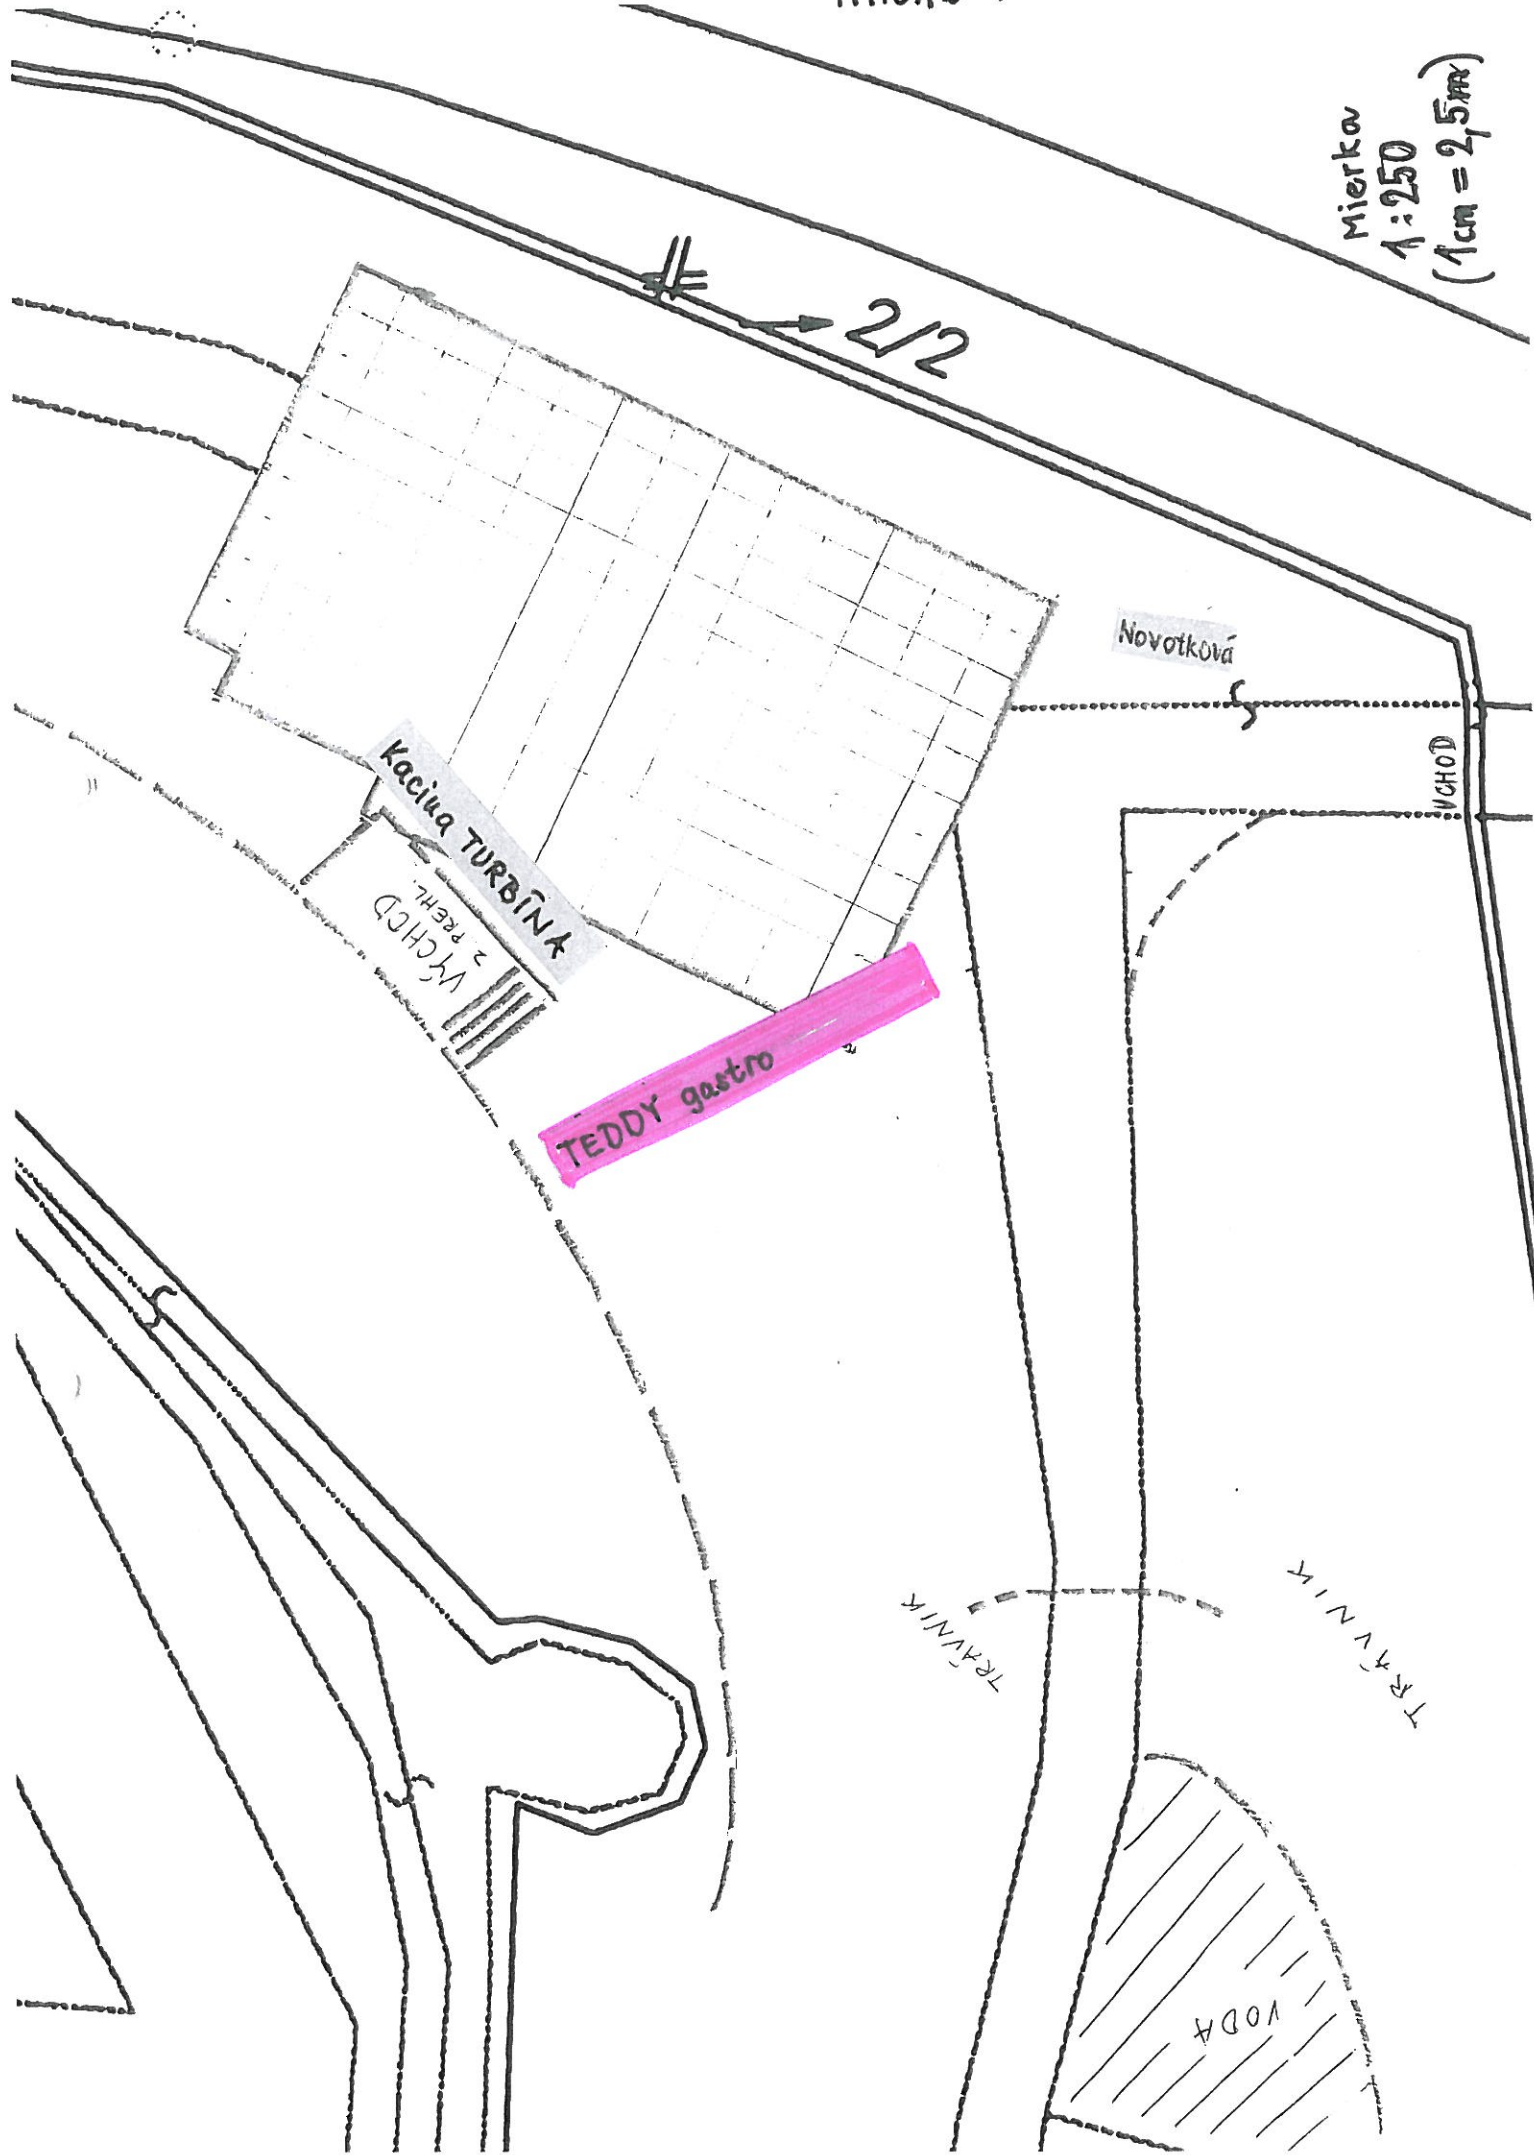 Mierka
1:250
(1cm = 2,5m)
2/2
Novotková
VCHOD
Kaciua TURBÍNA
VÝCHOD
2. PREHL.
TEDDY gastro
TRÁVNIK
TRÁVNIK
VODA